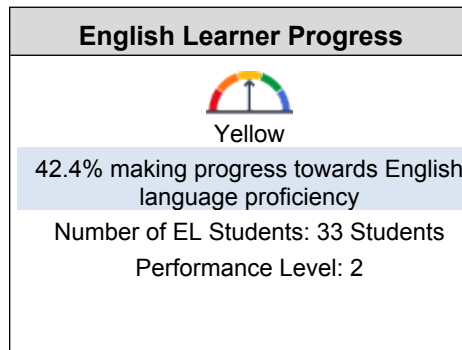 English Learner Progress
Yellow
42.4% making progress towards English
language proficiency
Number of EL Students: 33 Students
Performance Level: 2